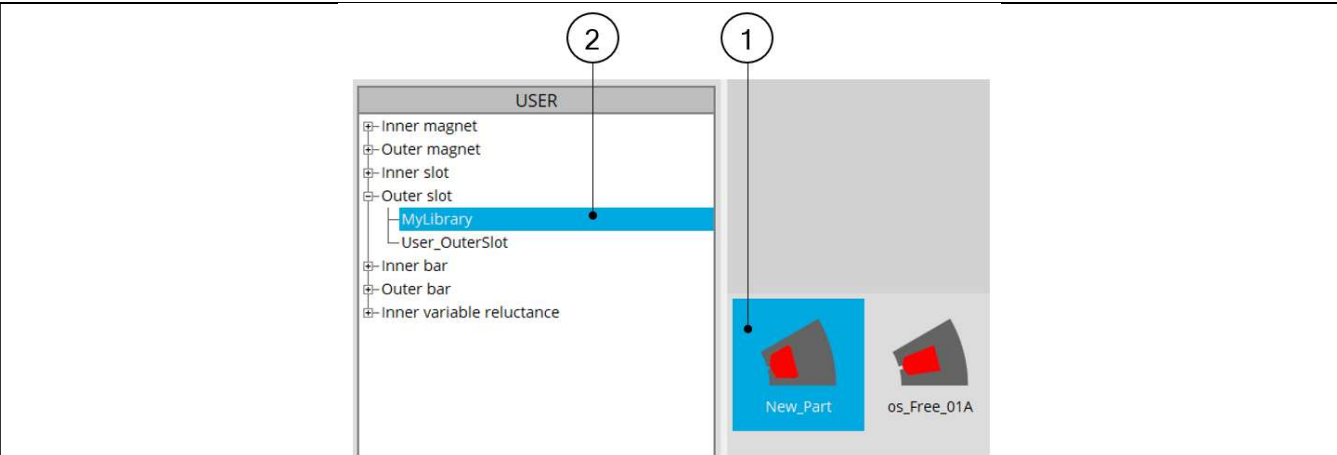 2
1
USER
Inner magnet
Outer magnet
Inner slot
Outer slot
MyLibrary
User_OuterSlot
Inner bar
Outer bar
Inner variable reluctance
New_Part
os_Free_01A